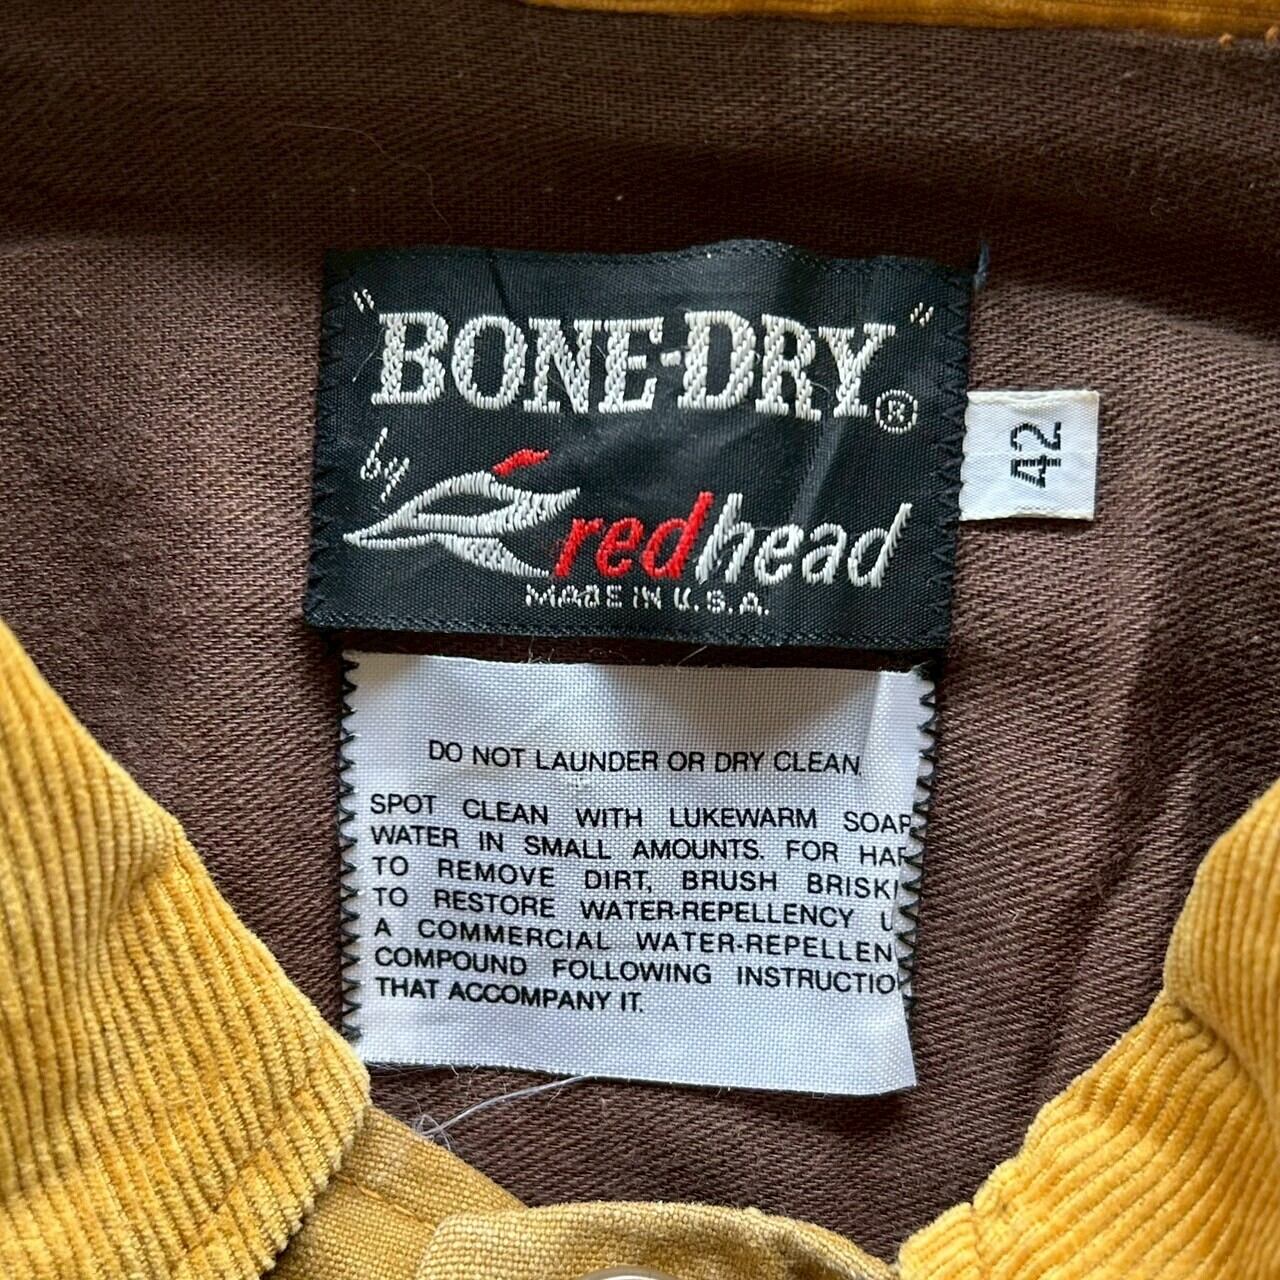 "BONE-DRY" ®
by redhead
MADE IN U.S.A.
42
DO NOT LAUNDER OR DRY CLEAN.
SPOT CLEAN WITH LUKEWARM SOAP
WATER IN SMALL AMOUNTS. FOR HAR
TO REMOVE DIRT, BRUSH BRISKL
TO RESTORE WATER-REPELLENCY U
A COMMERCIAL WATER-REPELLEN
COMPOUND FOLLOWING INSTRUCTIO
THAT ACCOMPANY IT.